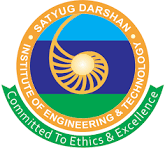 SATYUG DARSHAN
INSTITUTE OF ENGINEERING & TECHNOLOGY
Committed To Ethics & Excellence